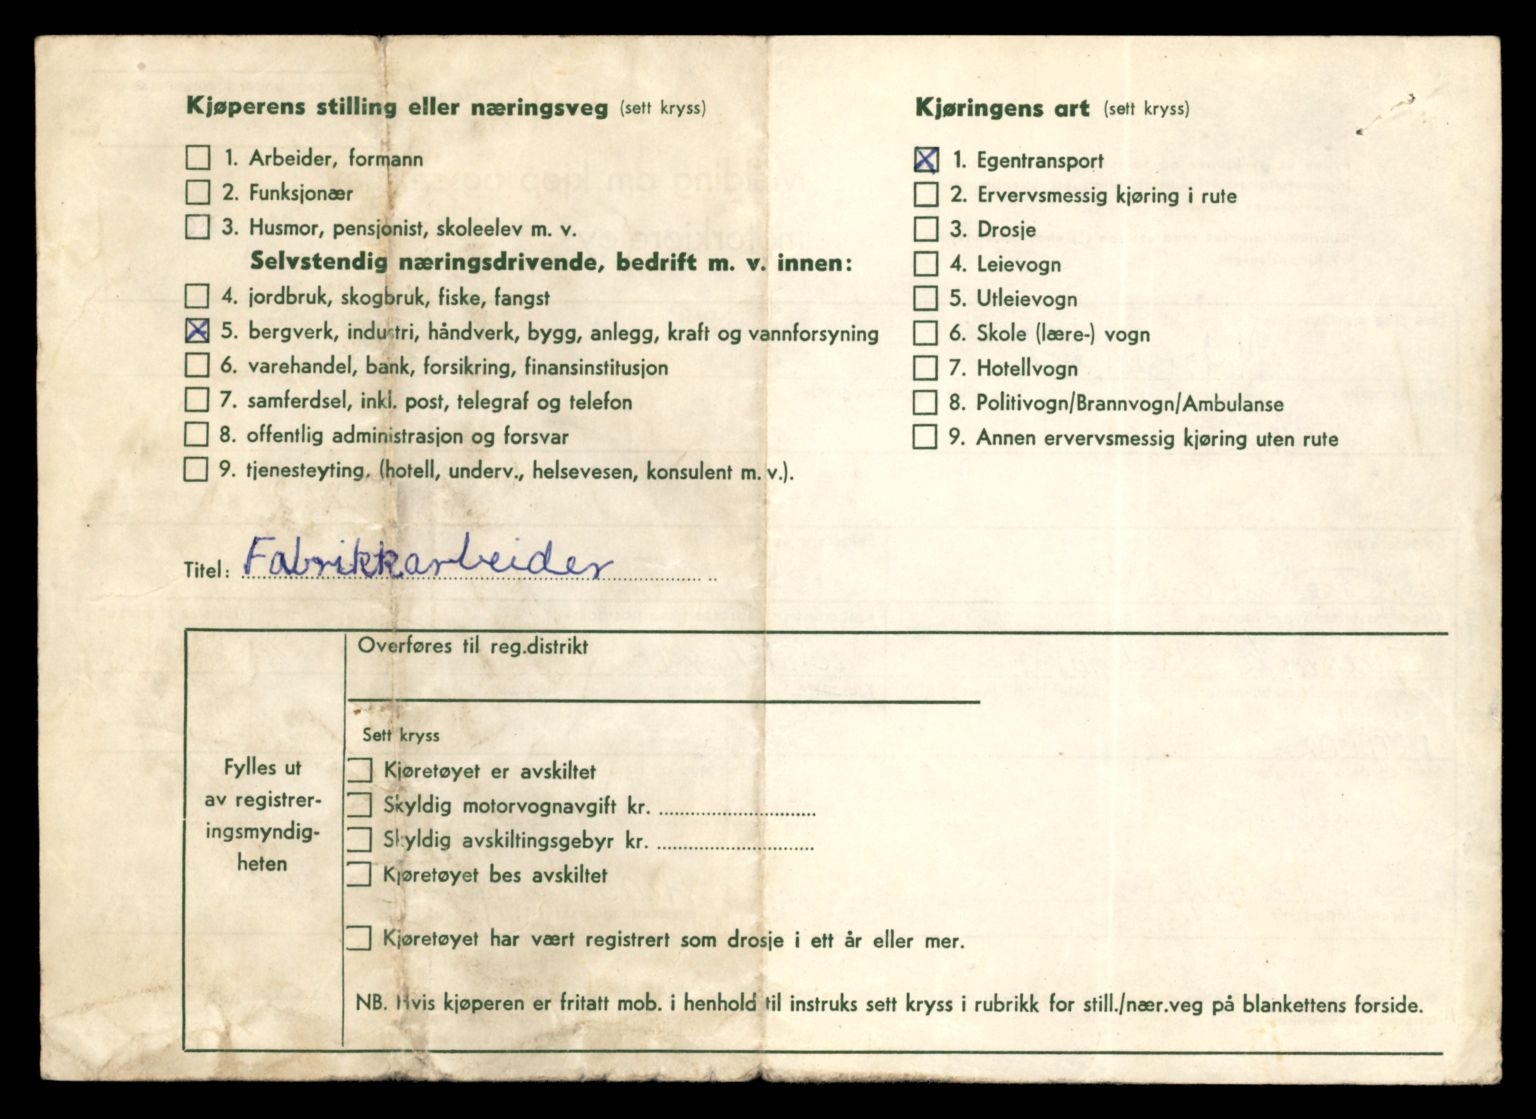 Kjøperens stilling eller næringsveg (sett kryss)
☐ 1. Arbeider, formann
☐ 2. Funksjonær
☐ 3. Husmor, pensjonist, skoleelev m. v.
Selvstendig næringsdrivende, bedrift m. v. innen:
☐ 4. jordbruk, skogbruk, fiske, fangst
☒ 5. bergverk, industri, håndverk, bygg, anlegg, kraft og vannforsyning
☐ 6. varehandel, bank, forsikring, finansinstitusjon
☐ 7. samferdsel, inkl. post, telegraf og telefon
☐ 8. offentlig administrasjon og forsvar
☐ 9. tjenesteyting. (hotell, underv., helsevesen, konsulent m. v.).
Titel: Fabrikkarbeider
Kjøringens art (sett kryss)
☒ 1. Egentransport
☐ 2. Ervervsmessig kjøring i rute
☐ 3. Drosje
☐ 4. Leievogn
☐ 5. Utleievogn
☐ 6. Skole (lære-) vogn
☐ 7. Hotellvogn
☐ 8. Politivogn/Brannvogn/Ambulanse
☐ 9. Annen ervervsmessig kjøring uten rute
Fylles ut
av registrer-
ingsmyndig-
heten
Overføres til reg.distrikt
Sett kryss
☐ Kjøretøyet er avskiltet
☐ Skyldig motorvognavgift kr. ............................
☐ Skyldig avskiltingsgebyr kr. ............................
☐ Kjøretøyet bes avskiltet
☐ Kjøretøyet har vært registrert som drosje i ett år eller mer.
NB. Hvis kjøperen er fritatt mob. i henhold til instruks sett kryss i rubrikk for still./nær.veg på blankettens forside.